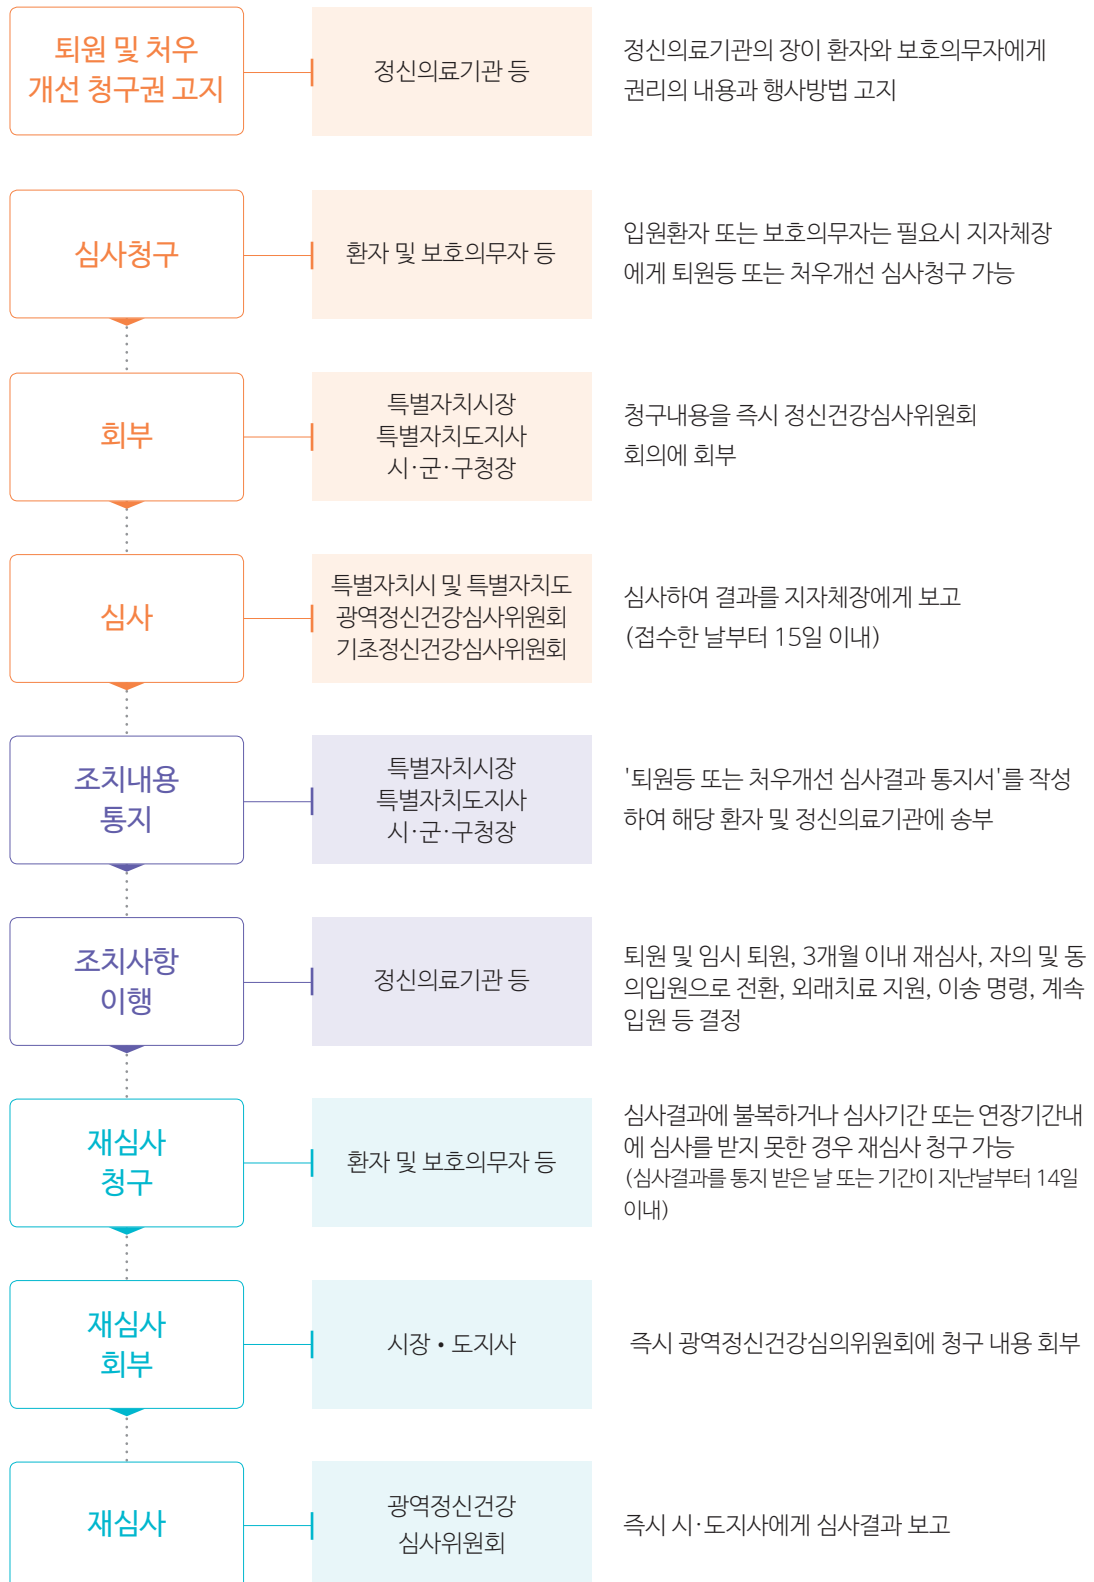 퇴원 및 처우
개선 청구권 고지
정신의료기관 등
정신의료기관의 장이 환자와 보호의무자에게
권리의 내용과 행사방법 고지
심사청구
환자 및 보호의무자 등
입원환자 또는 보호의무자는 필요시 지자체장
에게 퇴원등 또는 처우개선 심사청구 가능
회부
특별자치시장
특별자치도지사
시·군·구청장
청구내용을 즉시 정신건강심사위원회
회의에 회부
심사
특별자치시 및 특별자치도
광역정신건강심사위원회
기초정신건강심사위원회
심사하여 결과를 지자체장에게 보고
(접수한 날부터 15일 이내)
조치내용
통지
특별자치시장
특별자치도지사
시·군·구청장
'퇴원등 또는 처우개선 심사결과 통지서'를 작성
하여 해당 환자 및 정신의료기관에 송부
조치사항
이행
정신의료기관 등
퇴원 및 임시 퇴원, 3개월 이내 재심사, 자의 및 동
의입원으로 전환, 외래치료 지원, 이송 명령, 계속
입원 등 결정
재심사
청구
환자 및 보호의무자 등
심사결과에 불복하거나 심사기간 또는 연장기간내
에 심사를 받지 못한 경우 재심사 청구 가능
(심사결과를 통지 받은 날 또는 기간이 지난날부터 14일
이내)
재심사
회부
시장 • 도지사
즉시 광역정신건강심의위원회에 청구 내용 회부
재심사
광역정신건강
심사위원회
즉시 시·도지사에게 심사결과 보고